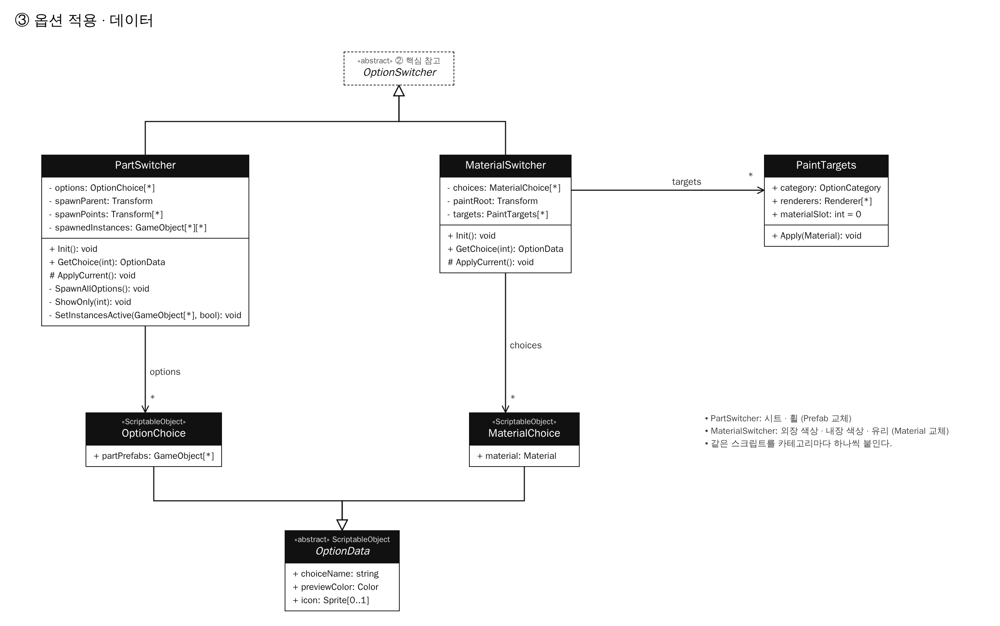 ③ 옵션 적용 · 데이터
«abstract» ② 핵심 참고
OptionSwitcher
PartSwitcher
- options: OptionChoice[*]
- spawnParent: Transform
- spawnPoints: Transform[*]
- spawnedInstances: GameObject[*][*]
+ Init(): void
+ GetChoice(int): OptionData
# ApplyCurrent(): void
- SpawnAllOptions(): void
- ShowOnly(int): void
- SetInstancesActive(GameObject[*], bool): void
MaterialSwitcher
- choices: MaterialChoice[*]
- paintRoot: Transform
- targets: PaintTargets[*]
+ Init(): void
+ GetChoice(int): OptionData
# ApplyCurrent(): void
targets
*
PaintTargets
+ category: OptionCategory
+ renderers: Renderer[*]
+ materialSlot: int = 0
+ Apply(Material): void
options
*
choices
*
«ScriptableObject»
OptionChoice
+ partPrefabs: GameObject[*]
«ScriptableObject»
MaterialChoice
+ material: Material
• PartSwitcher: 시트 · 휠 (Prefab 교체)
• MaterialSwitcher: 외장 색상 · 내장 색상 · 유리 (Material 교체)
• 같은 스크립트를 카테고리마다 하나씩 붙인다.
«abstract» ScriptableObject
OptionData
+ choiceName: string
+ previewColor: Color
+ icon: Sprite[0..1]